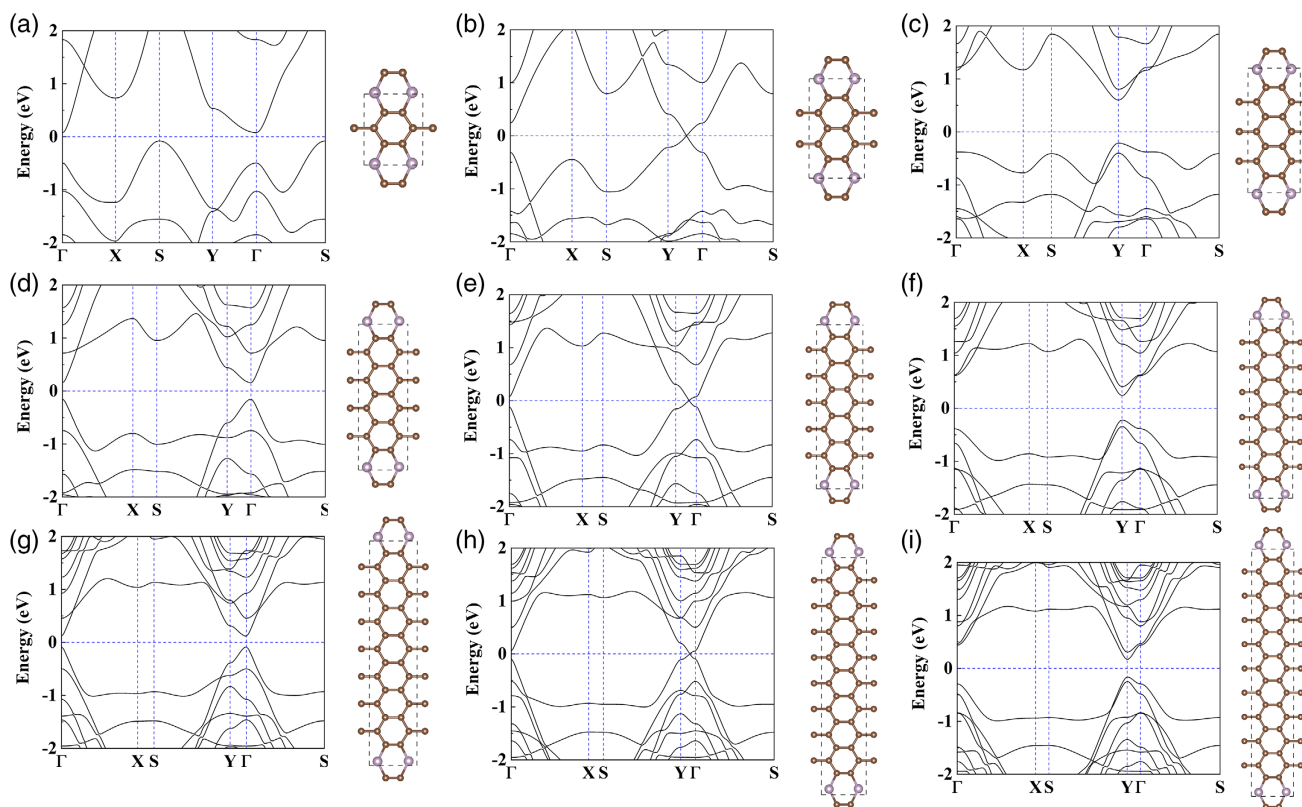 (a)
2
1
0
-1
-2
Energy (eV)
Γ X S Y Γ S
(b)
2
1
0
-1
-2
Energy (eV)
Γ X S Y Γ S
(c)
2
1
0
-1
-2
Energy (eV)
Γ X S Y Γ S
(d)
2
1
0
-1
-2
Energy (eV)
Γ X S Y Γ S
(e)
2
1
0
-1
-2
Energy (eV)
Γ X S Y Γ S
(f)
2
1
0
-1
-2
Energy (eV)
Γ X S Y Γ S
(g)
2
1
0
-1
-2
Energy (eV)
Γ X S Y Γ S
(h)
2
1
0
-1
-2
Energy (eV)
Γ X S Y Γ S
(i)
2
1
0
-1
-2
Energy (eV)
Γ X S Y Γ S